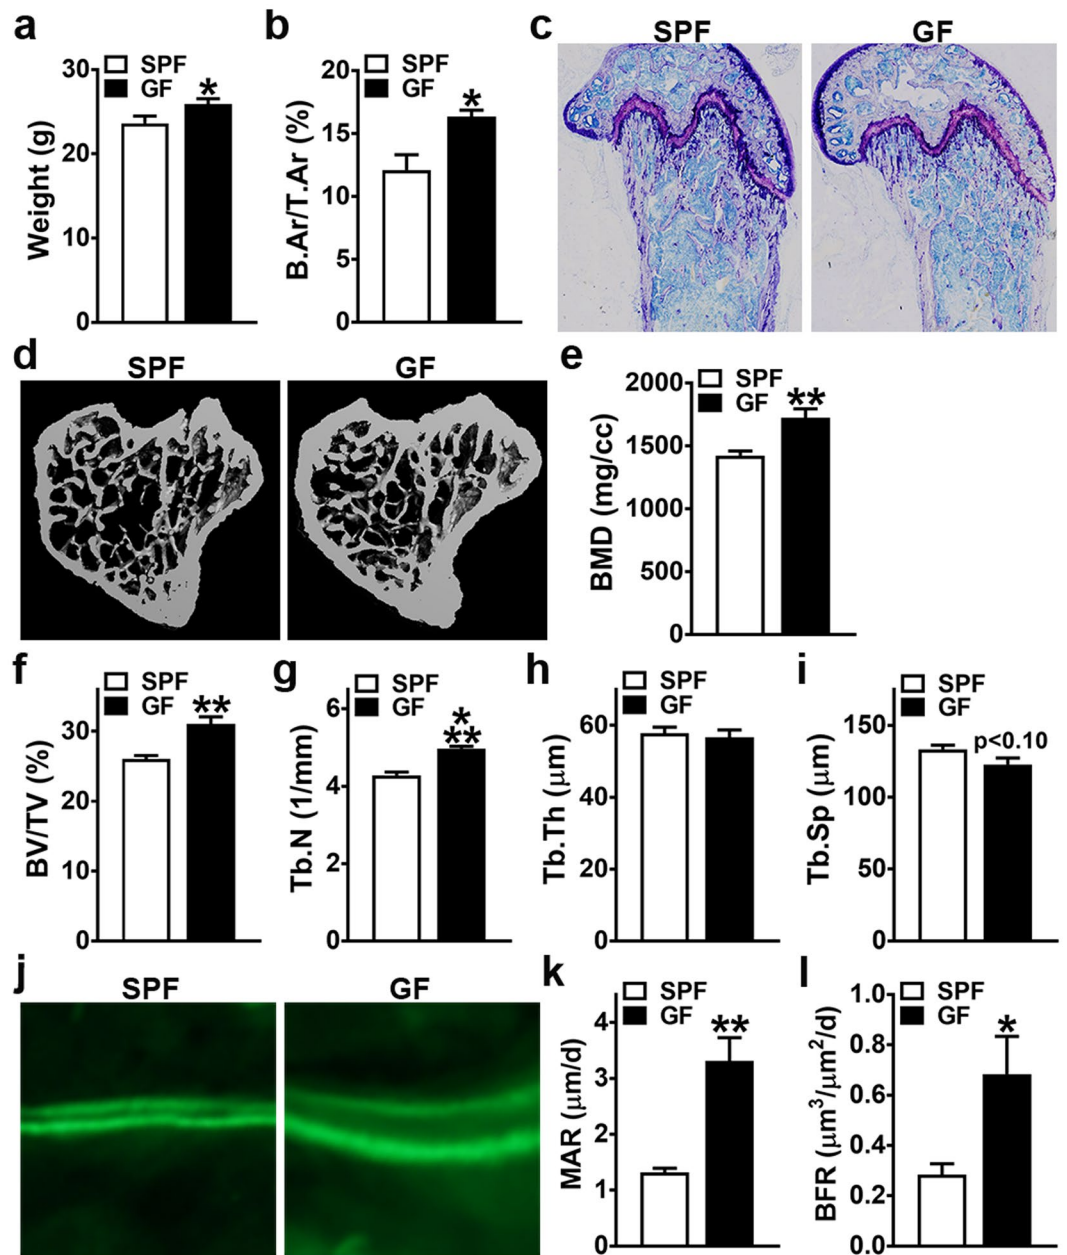 a
SPF
GF
*
Weight (g)
30
20
10
0
b
SPF
GF
*
B.Ar/T.Ar (%)
20
15
10
5
0
c
SPF
GF
d
SPF
GF
e
SPF
GF
**
BMD (mg/cc)
2000
1500
1000
500
0
f
SPF
GF
**
BV/TV (%)
30
20
10
0
g
SPF
GF
*
**
Tb.N (1/mm)
6
4
2
0
h
SPF
GF
Tb.Th (μm)
60
40
20
0
i
SPF
GF
p<0.10
Tb.Sp (μm)
150
100
50
0
j
SPF
GF
k
SPF
GF
**
MAR (μm/d)
4
3
2
1
0
l
SPF
GF
*
BFR (μm³/μm²/d)
1.0
0.8
0.6
0.4
0.2
0.0